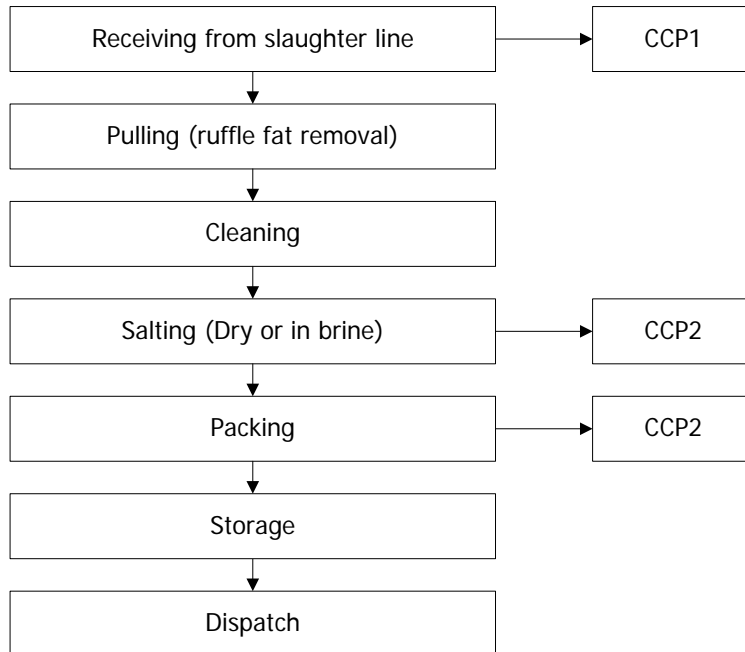 Receiving from slaughter line
CCP1
Pulling (ruffle fat removal)
Cleaning
Salting (Dry or in brine)
CCP2
Packing
CCP2
Storage
Dispatch